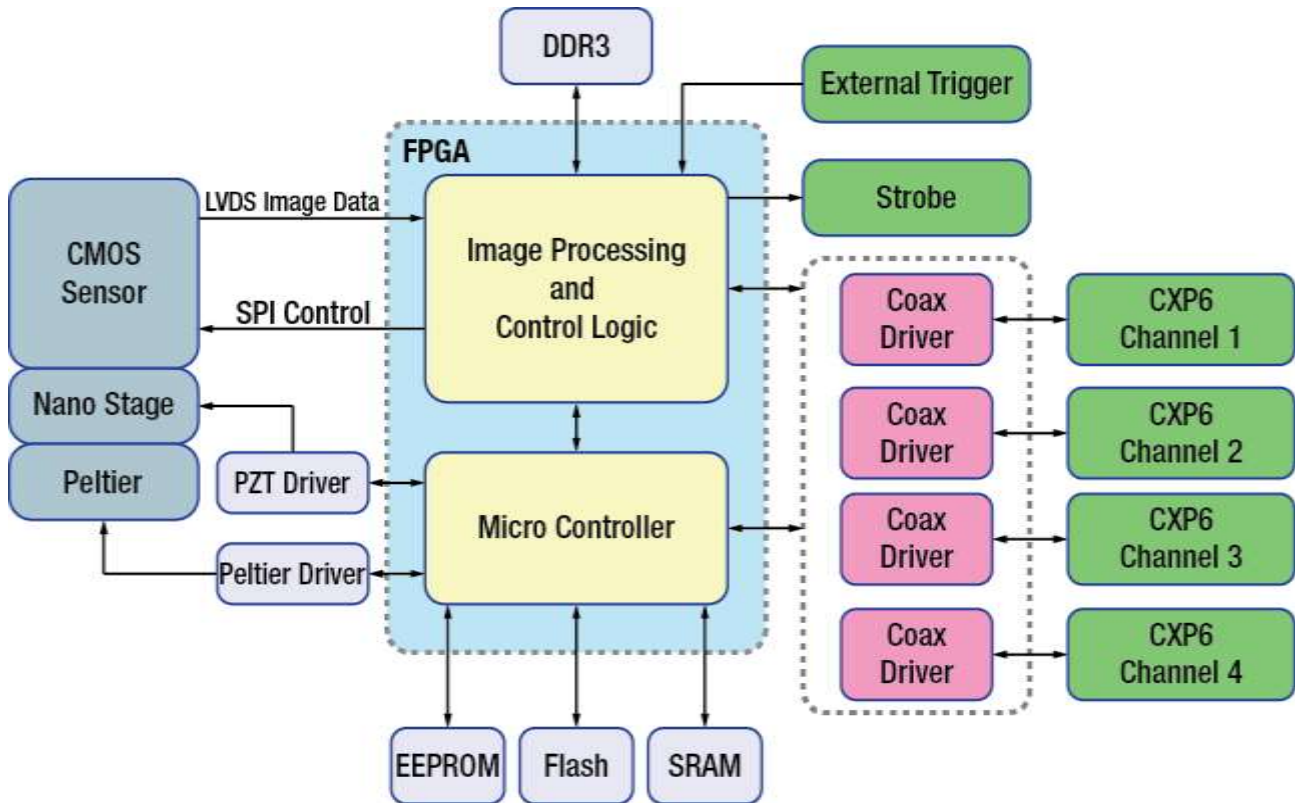 DDR3
External Trigger
FPGA
Strobe
LVDS Image Data
CMOS
Sensor
SPI Control
Image Processing
and
Control Logic
Nano Stage
Peltier
PZT Driver
Peltier Driver
Micro Controller
Coax
Driver
CXP6
Channel 1
Coax
Driver
CXP6
Channel 2
Coax
Driver
CXP6
Channel 3
Coax
Driver
CXP6
Channel 4
EEPROM
Flash
SRAM